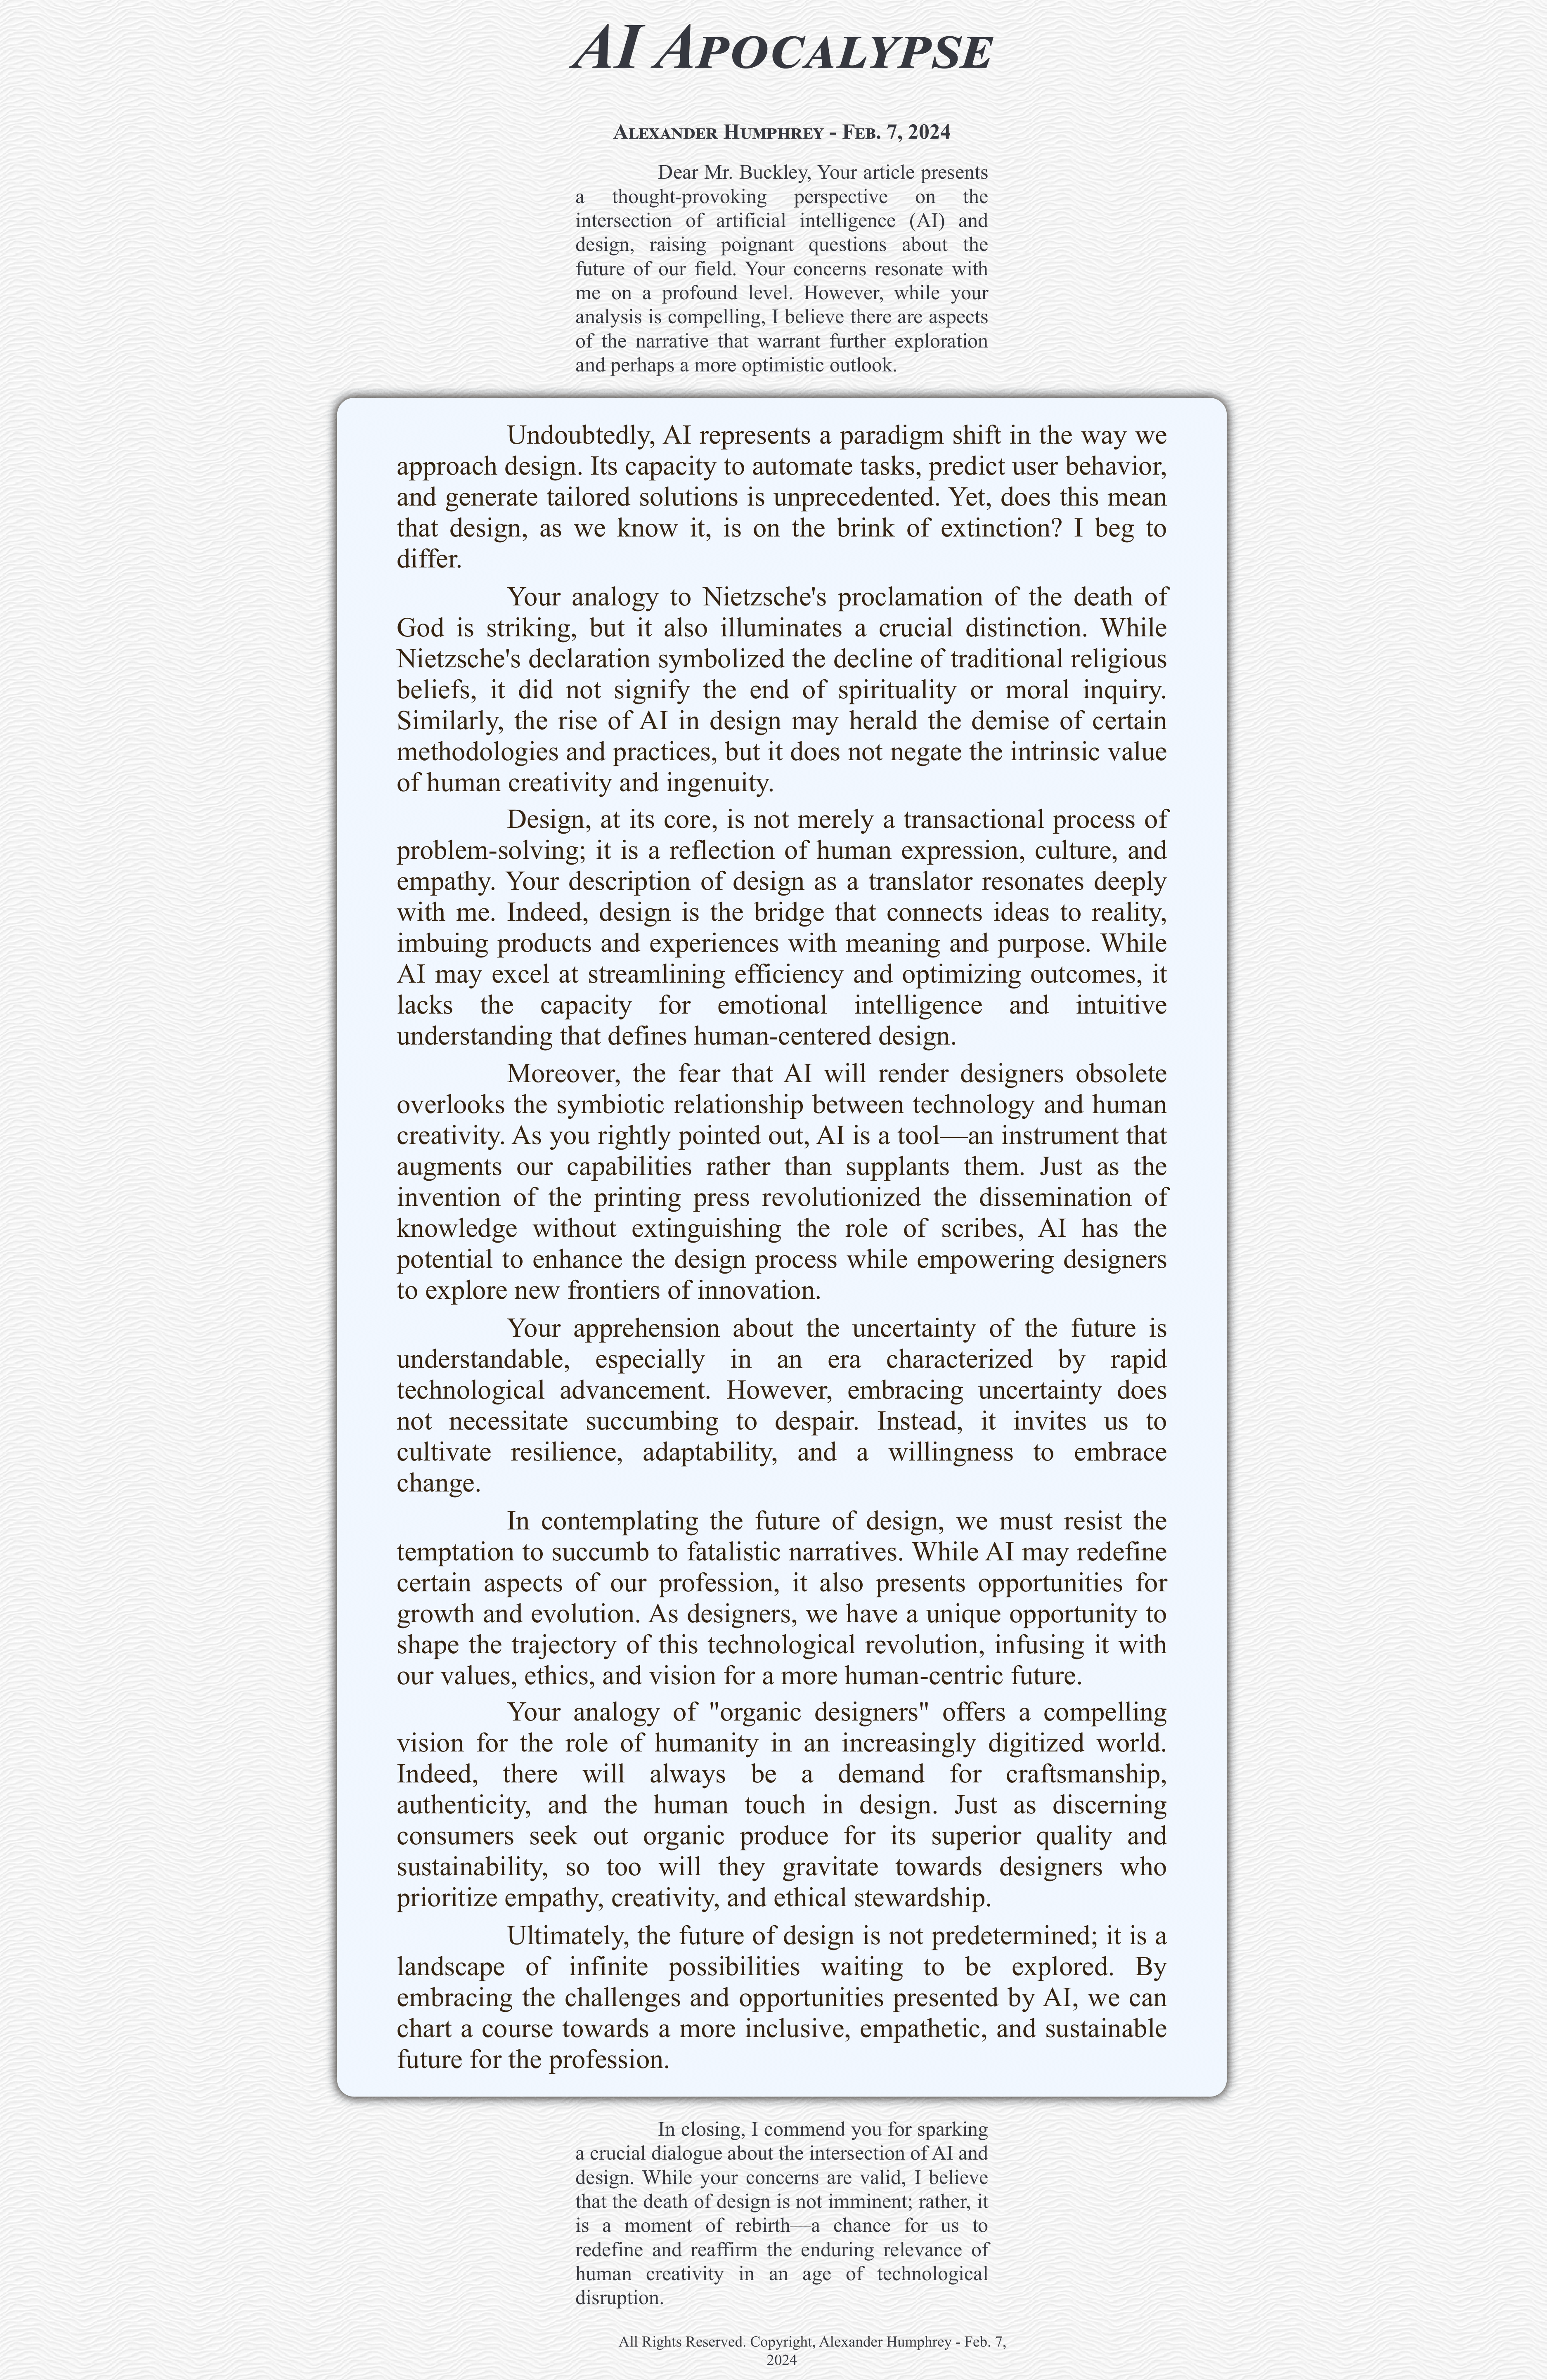 AI Apocalypse
Alexander Humphrey - Feb. 7, 2024
Dear Mr. Buckley, Your article presents
a thought-provoking perspective on the
intersection of artificial intelligence (AI) and
design, raising poignant questions about the
future of our field. Your concerns resonate with
me on a profound level. However, while your
analysis is compelling, I believe there are aspects
of the narrative that warrant further exploration
and perhaps a more optimistic outlook.
Undoubtedly, AI represents a paradigm shift in the way we
approach design. Its capacity to automate tasks, predict user behavior,
and generate tailored solutions is unprecedented. Yet, does this mean
that design, as we know it, is on the brink of extinction? I beg to
differ.
Your analogy to Nietzsche's proclamation of the death of
God is striking, but it also illuminates a crucial distinction. While
Nietzsche's declaration symbolized the decline of traditional religious
beliefs, it did not signify the end of spirituality or moral inquiry.
Similarly, the rise of AI in design may herald the demise of certain
methodologies and practices, but it does not negate the intrinsic value
of human creativity and ingenuity.
Design, at its core, is not merely a transactional process of
problem-solving; it is a reflection of human expression, culture, and
empathy. Your description of design as a translator resonates deeply
with me. Indeed, design is the bridge that connects ideas to reality,
imbuing products and experiences with meaning and purpose. While
AI may excel at streamlining efficiency and optimizing outcomes, it
lacks the capacity for emotional intelligence and intuitive
understanding that defines human-centered design.
Moreover, the fear that AI will render designers obsolete
overlooks the symbiotic relationship between technology and human
creativity. As you rightly pointed out, AI is a tool—an instrument that
augments our capabilities rather than supplants them. Just as the
invention of the printing press revolutionized the dissemination of
knowledge without extinguishing the role of scribes, AI has the
potential to enhance the design process while empowering designers
to explore new frontiers of innovation.
Your apprehension about the uncertainty of the future is
understandable, especially in an era characterized by rapid
technological advancement. However, embracing uncertainty does
not necessitate succumbing to despair. Instead, it invites us to
cultivate resilience, adaptability, and a willingness to embrace
change.
In contemplating the future of design, we must resist the
temptation to succumb to fatalistic narratives. While AI may redefine
certain aspects of our profession, it also presents opportunities for
growth and evolution. As designers, we have a unique opportunity to
shape the trajectory of this technological revolution, infusing it with
our values, ethics, and vision for a more human-centric future.
Your analogy of "organic designers" offers a compelling
vision for the role of humanity in an increasingly digitized world.
Indeed, there will always be a demand for craftsmanship,
authenticity, and the human touch in design. Just as discerning
consumers seek out organic produce for its superior quality and
sustainability, so too will they gravitate towards designers who
prioritize empathy, creativity, and ethical stewardship.
Ultimately, the future of design is not predetermined; it is a
landscape of infinite possibilities waiting to be explored. By
embracing the challenges and opportunities presented by AI, we can
chart a course towards a more inclusive, empathetic, and sustainable
future for the profession.
In closing, I commend you for sparking
a crucial dialogue about the intersection of AI and
design. While your concerns are valid, I believe
that the death of design is not imminent; rather, it
is a moment of rebirth—a chance for us to
redefine and reaffirm the enduring relevance of
human creativity in an age of technological
disruption.
All Rights Reserved. Copyright, Alexander Humphrey - Feb. 7,
2024